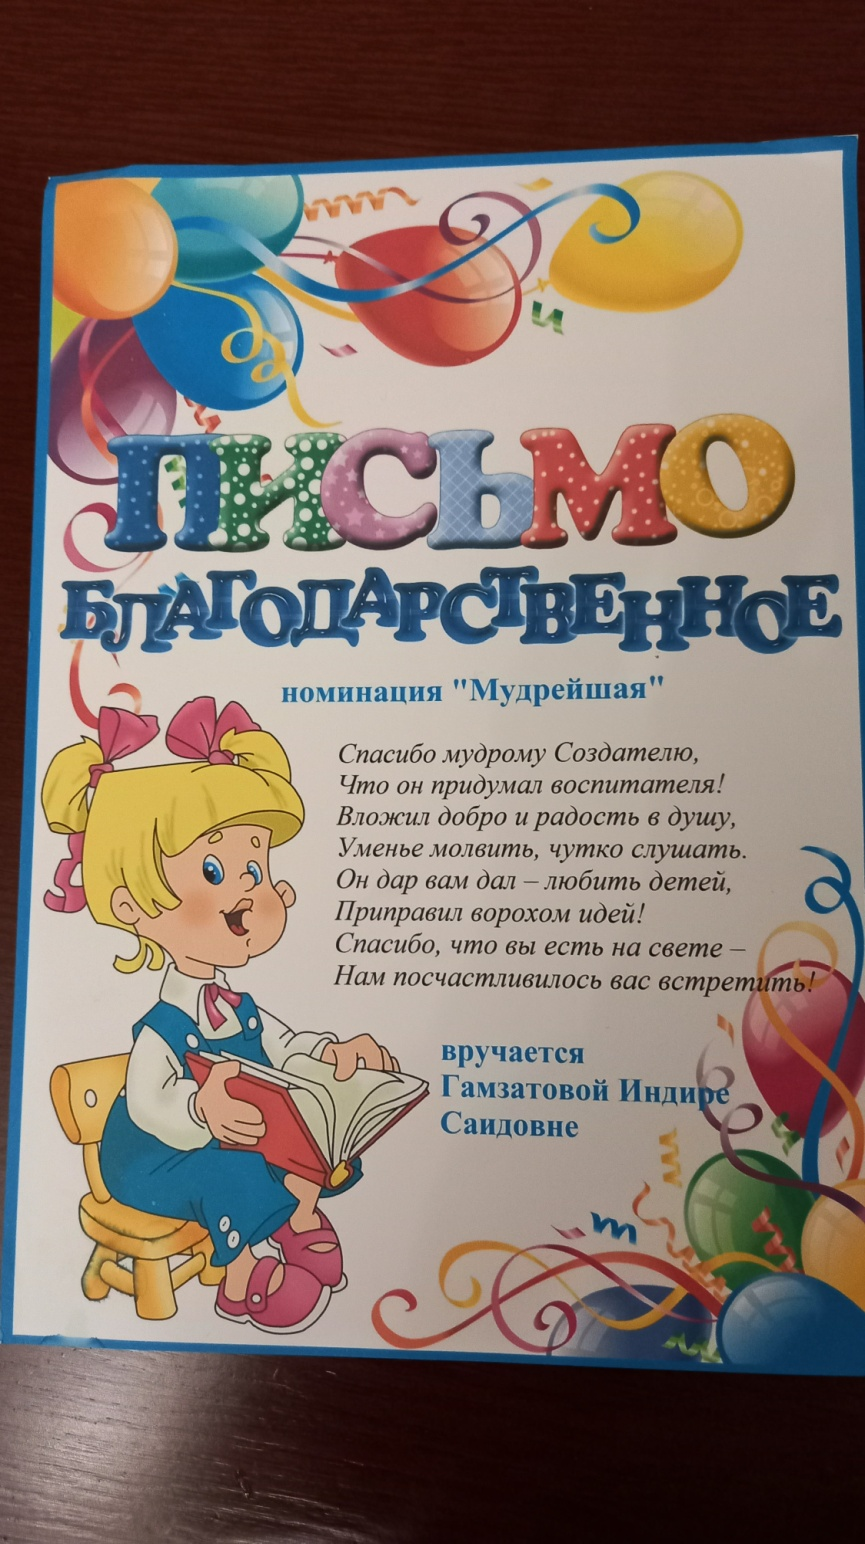 ПИСЬМО
БЛАГОДАРСТВЕННОЕ
номинация "Мудрейшая"
Спасибо мудрому Создателю,
Что он придумал воспитателя!
Вложил добро и радость в душу,
Уменье молвить, чутко слушать.
Он дар вам дал – любить детей,
Приправил ворохом идей!
Спасибо, что вы есть на свете –
Нам посчастливилось вас встретить!
вручается
Гамзатовой Индире
Саидовне